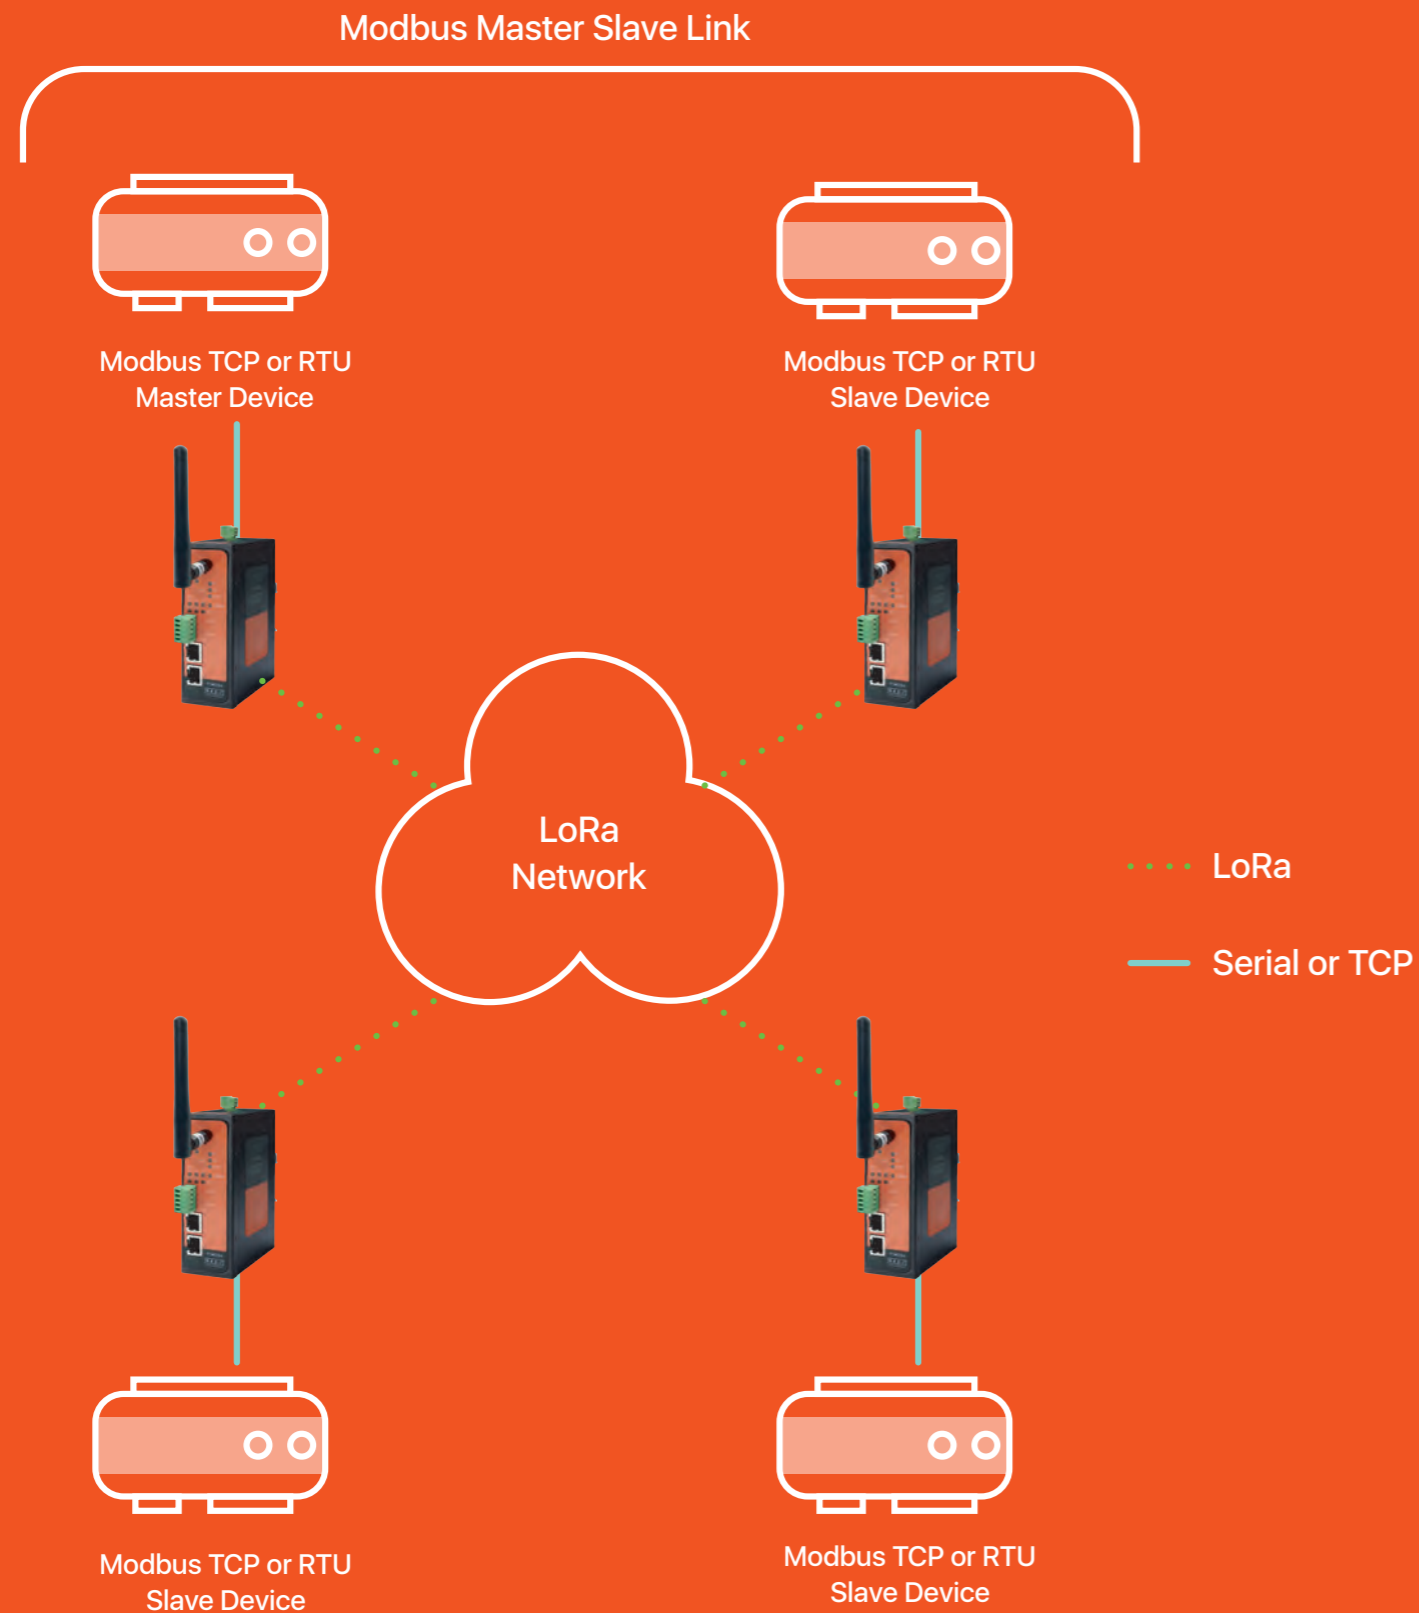 Modbus Master Slave Link
Modbus TCP or RTU
Master Device
Modbus TCP or RTU
Slave Device
LoRa
Network
LoRa
Serial or TCP
Modbus TCP or RTU
Slave Device
Modbus TCP or RTU
Slave Device